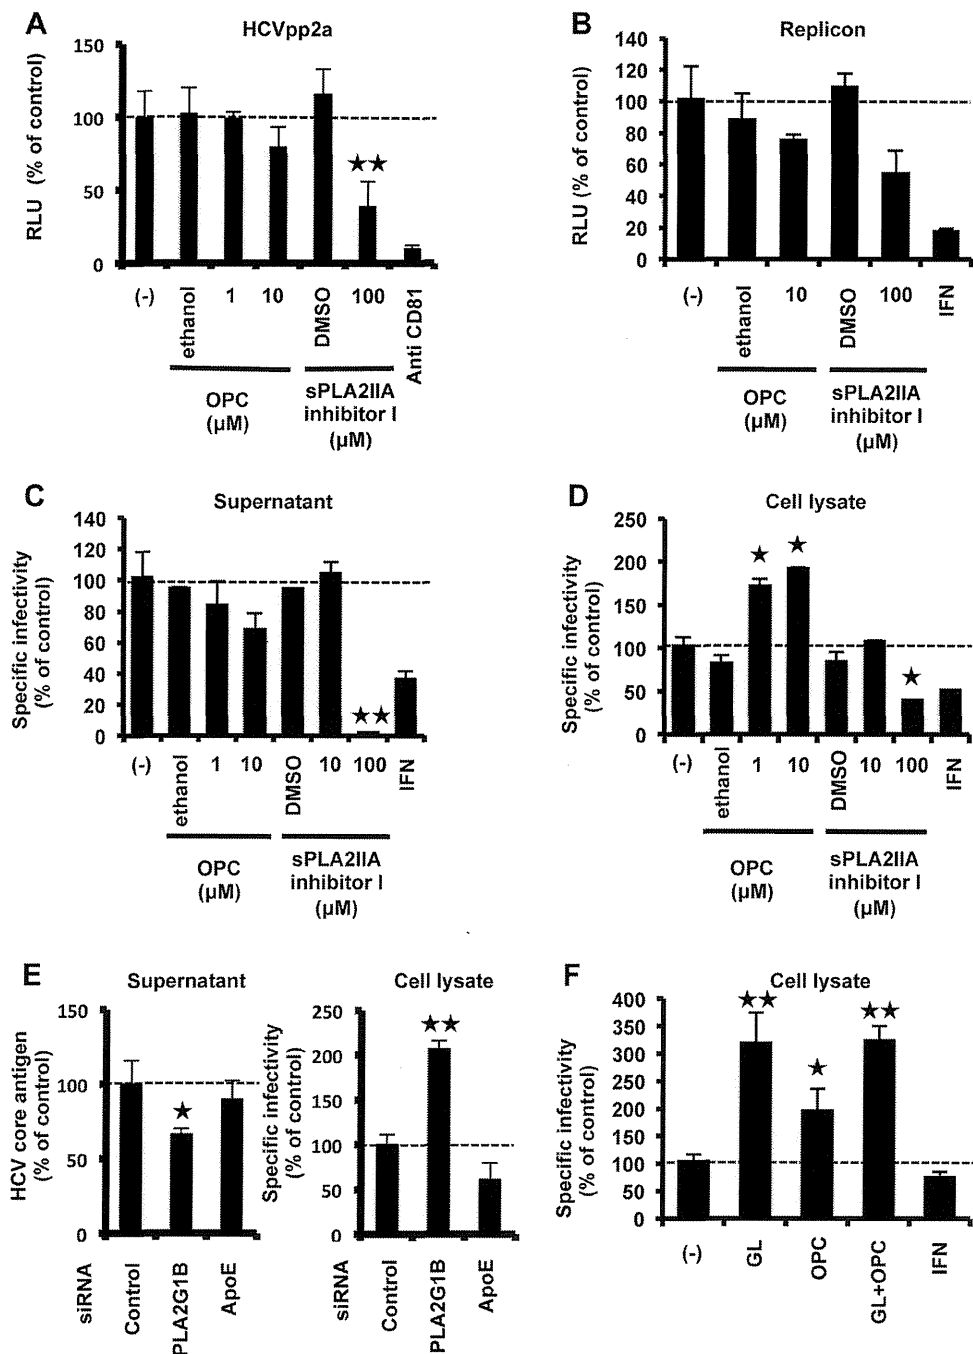 A
HCVpp2a
RLU (% of control)
150
100
50
0
★★
(-)
ethanol
1
10
DMSO
100
Anti CD81
OPC
(µM)
sPLA2IIA
inhibitor I
(µM)
B
Replicon
RLU (% of control)
140
120
100
80
60
40
20
0
(-)
ethanol
10
DMSO
100
IFN
OPC
(µM)
sPLA2IIA
inhibitor I
(µM)
C
Supernatant
Specific infectivity
(% of control)
140
120
100
80
60
40
20
0
★★
(-)
ethanol
1
10
DMSO
10
100
IFN
OPC
(µM)
sPLA2IIA
inhibitor I
(µM)
D
Cell lysate
Specific infectivity
(% of control)
250
200
150
100
50
0
★
★
★
(-)
ethanol
1
10
DMSO
10
100
IFN
OPC
(µM)
sPLA2IIA
inhibitor I
(µM)
E
Supernatant
HCV core antigen
(% of control)
150
100
50
0
★
siRNA
Control
PLA2G1B
ApoE
Cell lysate
Specific infectivity
(% of control)
250
200
150
100
50
0
★★
siRNA
Control
PLA2G1B
ApoE
F
Cell lysate
Specific infectivity
(% of control)
400
350
300
250
200
150
100
50
0
★★
★
★★
(-)
GL
OPC
GL+OPC
IFN